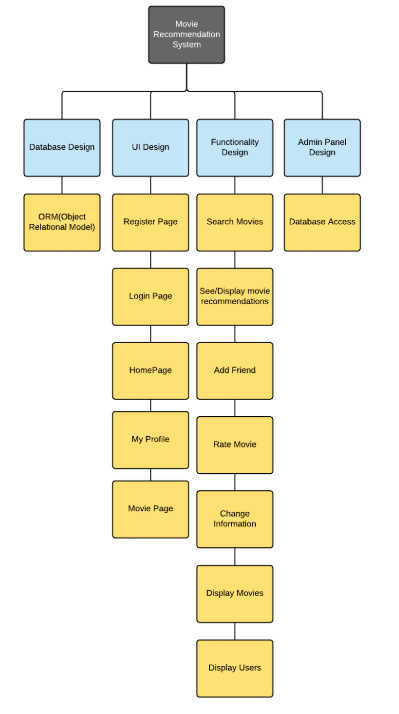 Movie
Recommendation
System
Database Design
UI Design
Functionality
Design
Admin Panel
Design
ORM(Object
Relational Model)
Register Page
Search Movies
Database Access
Login Page
See/Display movie
recommendations
HomePage
Add Friend
My Profile
Rate Movie
Movie Page
Change
Information
Display Movies
Display Users